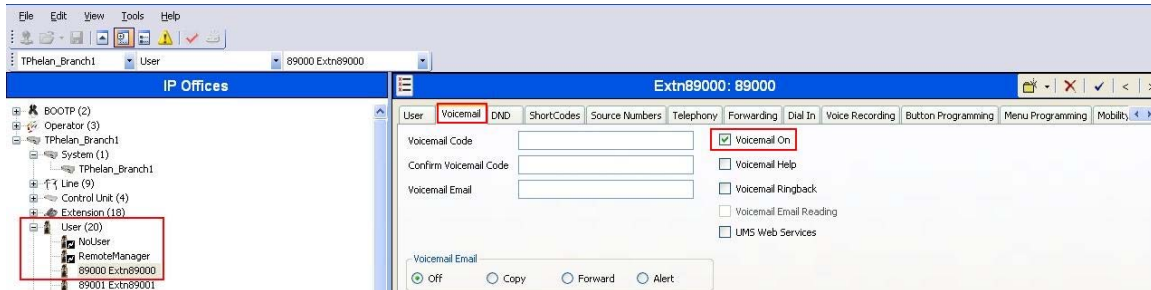 File Edit View Tools Help
TPhelan_Branch1 User 89000 Extn89000
IP Offices
BOOTP (2)
Operator (3)
TPhelan_Branch1
System (1)
TPhelan_Branch1
Line (9)
Control Unit (4)
Extension (18)
User (20)
NoUser
RemoteManager
89000 Extn89000
89001 Extn89001
Extn89000: 89000
User Voicemail DND ShortCodes Source Numbers Telephony Forwarding Dial In Voice Recording Button Programming Menu Programming Mobility
Voicemail Code
Confirm Voicemail Code
Voicemail Email
Voicemail On
Voicemail Help
Voicemail Ringback
Voicemail Email Reading
UMS Web Services
Voicemail Email
Off Copy Forward Alert